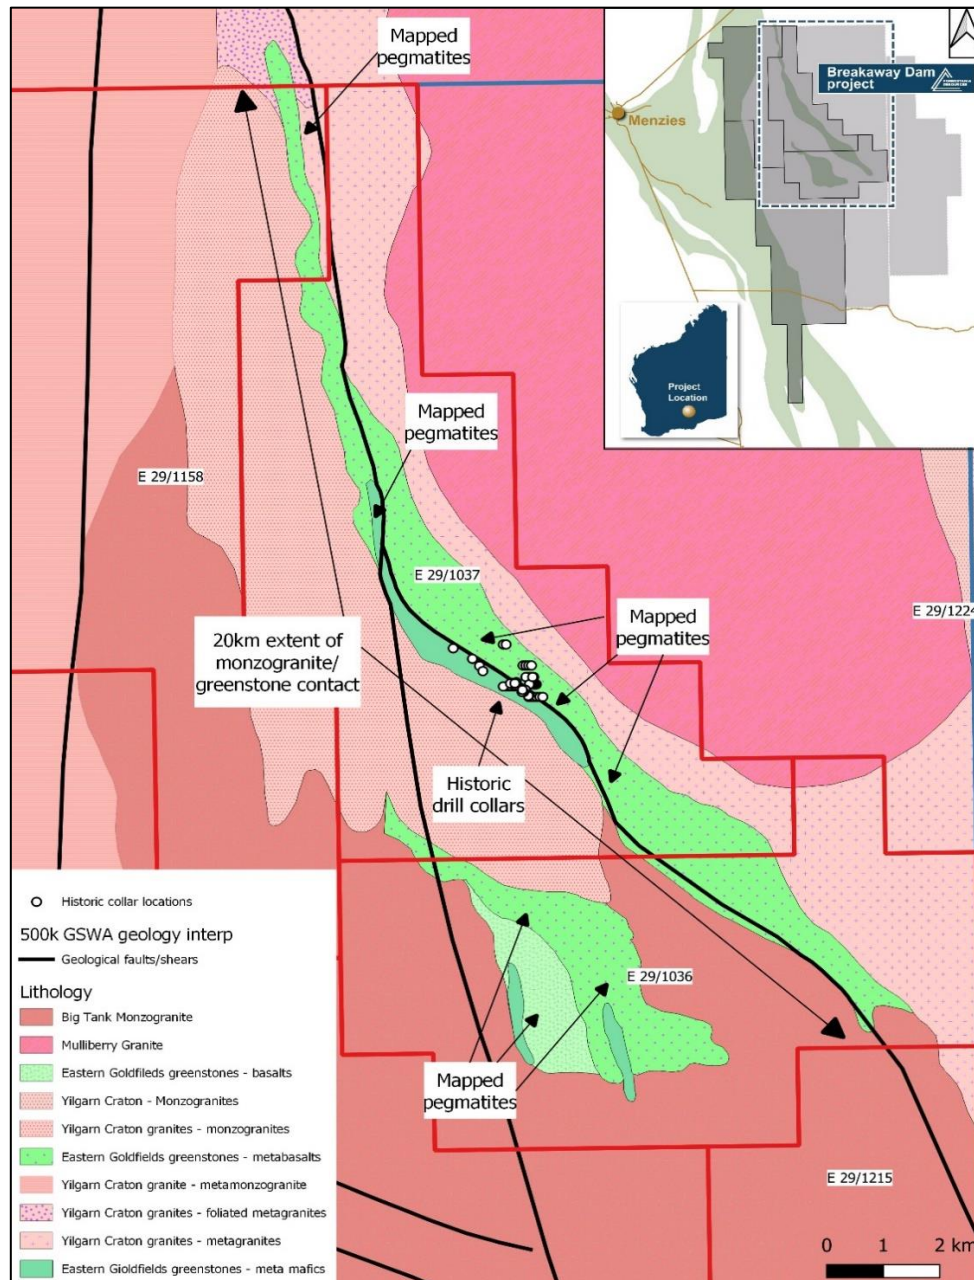 Mapped
pegmatites
Breakaway Dam
project
Menzies
Project
Location
Mapped
pegmatites
E 29/1158
E 29/1037
E 29/1224
Mapped
pegmatites
20km extent of
monzogranite/
greenstone contact
Historic
drill collars
E 29/1036
Mapped
pegmatites
E 29/1215
Historic collar locations
500k GSWA geology interp
Geological faults/shears
Lithology
Big Tank Monzogranite
Mulliberry Granite
Eastern Goldfileds greenstones - basalts
Yilgarn Craton - Monzogranites
Yilgarn Craton granites - monzogranites
Eastern Goldfields greenstones - metabasalts
Yilgarn Craton granite - metamonzogranite
Yilgarn Craton granites - foliated metagranites
Yilgarn Craton granites - metagranites
Eastern Gioldfields greenstones - meta mafics
0 1 2 km